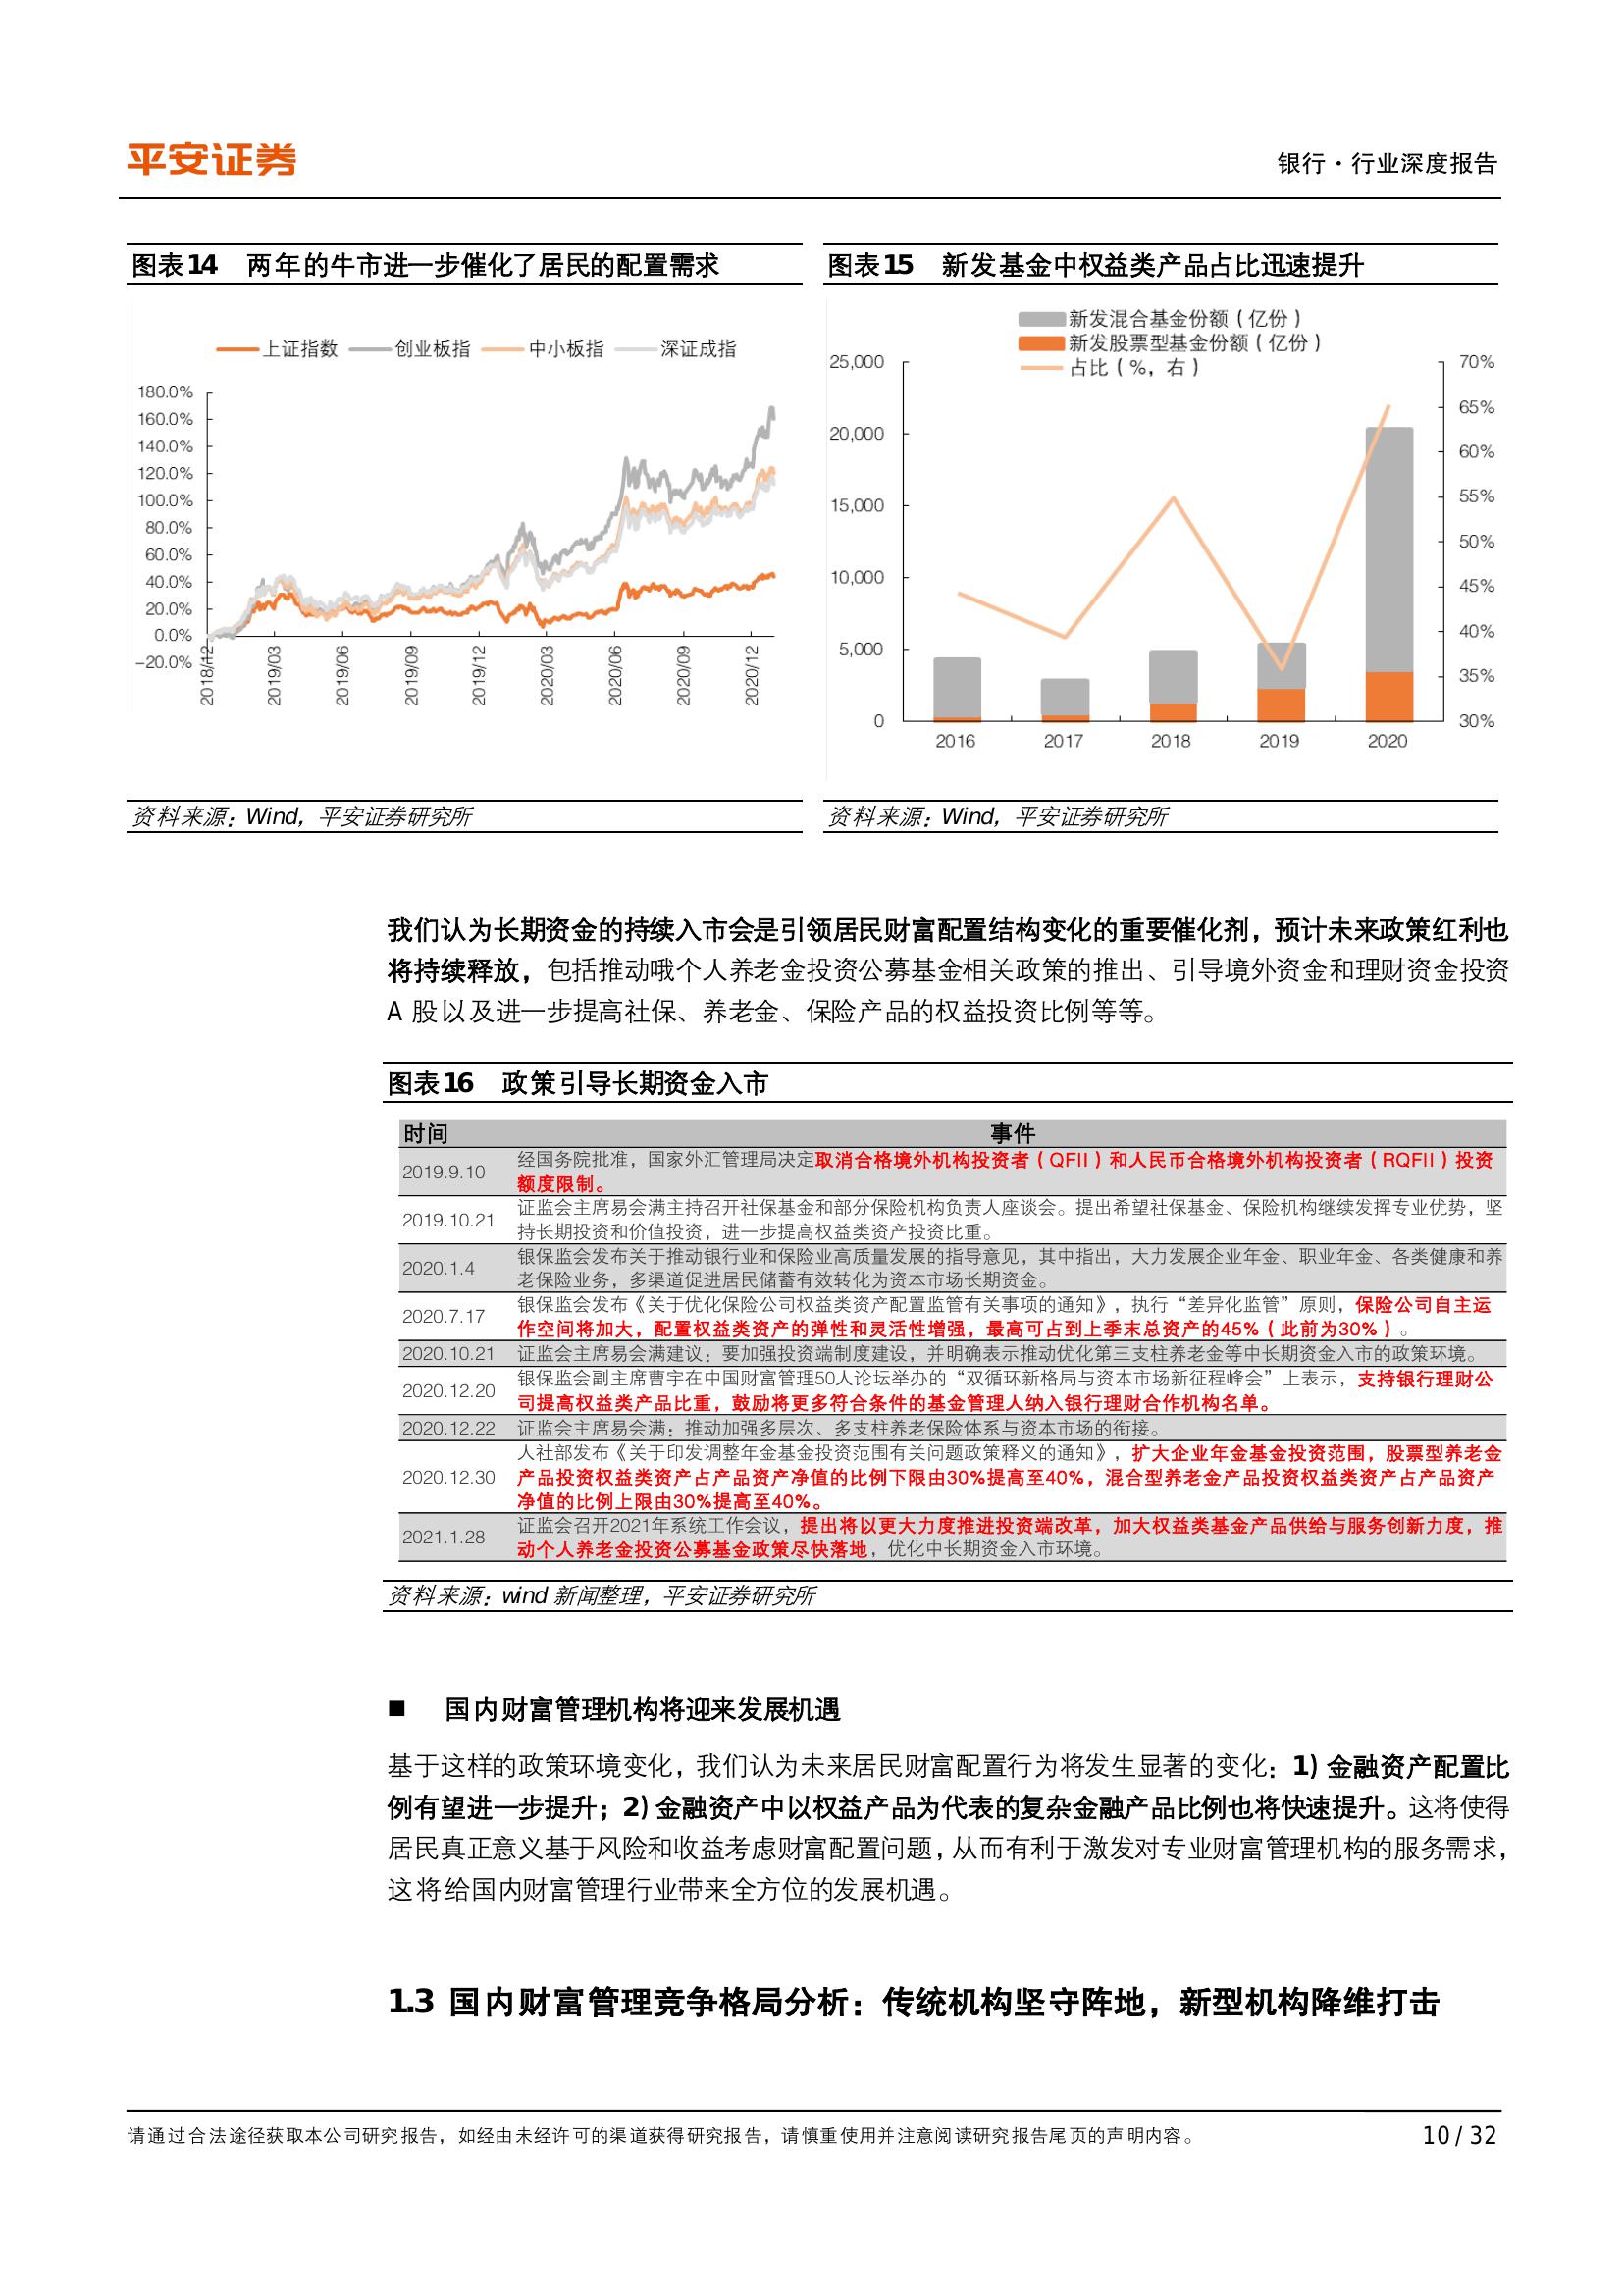 平安证券
银行·行业深度报告
图表14 两年的牛市进一步催化了居民的配置需求
上证指数 创业板指 中小板指 深证成指
180.0%
160.0%
140.0%
120.0%
100.0%
80.0%
60.0%
40.0%
20.0%
0.0%
-20.0%
2018/12 2019/03 2019/06 2019/09 2019/12 2020/03 2020/06 2020/09 2020/12
资料来源：Wind，平安证券研究所
图表15 新发基金中权益类产品占比迅速提升
新发混合基金份额（亿份）
新发股票型基金份额（亿份）
占比（%，右）
25,000
20,000
15,000
10,000
5,000
0
70%
65%
60%
55%
50%
45%
40%
35%
30%
2016 2017 2018 2019 2020
资料来源：Wind，平安证券研究所
我们认为长期资金的持续入市会是引领居民财富配置结构变化的重要催化剂，预计未来政策红利也
将持续释放，包括推动哦个人养老金投资公募基金相关政策的推出、引导境外资金和理财资金投资
A 股以及进一步提高社保、养老金、保险产品的权益投资比例等等。
图表16 政策引导长期资金入市
时间 事件
2019.9.10 经国务院批准，国家外汇管理局决定取消合格境外机构投资者（QFII）和人民币合格境外机构投资者（RQFII）投资
额度限制。
2019.10.21 证监会主席易会满主持召开社保基金和部分保险机构负责人座谈会。提出希望社保基金、保险机构继续发挥专业优势，坚
持长期投资和价值投资，进一步提高权益类资产投资比重。
2020.1.4 银保监会发布关于推动银行业和保险业高质量发展的指导意见，其中指出，大力发展企业年金、职业年金、各类健康和养
老保险业务，多渠道促进居民储蓄有效转化为资本市场长期资金。
2020.7.17 银保监会发布《关于优化保险公司权益类资产配置监管有关事项的通知》，执行“差异化监管”原则，保险公司自主运
作空间将加大，配置权益类资产的弹性和灵活性增强，最高可占到上季末总资产的45%（此前为30%）。
2020.10.21 证监会主席易会满建议：要加强投资端制度建设，并明确表示推动优化第三支柱养老金等中长期资金入市的政策环境。
2020.12.20 银保监会副主席曹宇在中国财富管理50人论坛举办的“双循环新格局与资本市场新征程峰会”上表示，支持银行理财公
司提高权益类产品比重，鼓励将更多符合条件的基金管理人纳入银行理财合作机构名单。
2020.12.22 证监会主席易会满：推动加强多层次、多支柱养老保险体系与资本市场的衔接。
2020.12.30 人社部发布《关于印发调整年金基金投资范围有关问题政策释义的通知》，扩大企业年金基金投资范围，股票型养老金
产品投资权益类资产占产品资产净值的比例下限由30%提高至40%，混合型养老金产品投资权益类资产占产品资产
净值的比例上限由30%提高至40%。
2021.1.28 证监会召开2021年系统工作会议，提出将以更大力度推进投资端改革，加大权益类基金产品供给与服务创新力度，推
动个人养老金投资公募基金政策尽快落地，优化中长期资金入市环境。
资料来源：wind 新闻整理，平安证券研究所
■ 国内财富管理机构将迎来发展机遇
基于这样的政策环境变化，我们认为未来居民财富配置行为将发生显著的变化：1) 金融资产配置比
例有望进一步提升；2) 金融资产中以权益产品为代表的复杂金融产品比例也将快速提升。这将使得
居民真正意义基于风险和收益考虑财富配置问题，从而有利于激发对专业财富管理机构的服务需求，
这将给国内财富管理行业带来全方位的发展机遇。
1.3 国内财富管理竞争格局分析：传统机构坚守阵地，新型机构降维打击
请通过合法途径获取本公司研究报告，如经由未经许可的渠道获得研究报告，请慎重使用并注意阅读研究报告尾页的声明内容。
10 / 32